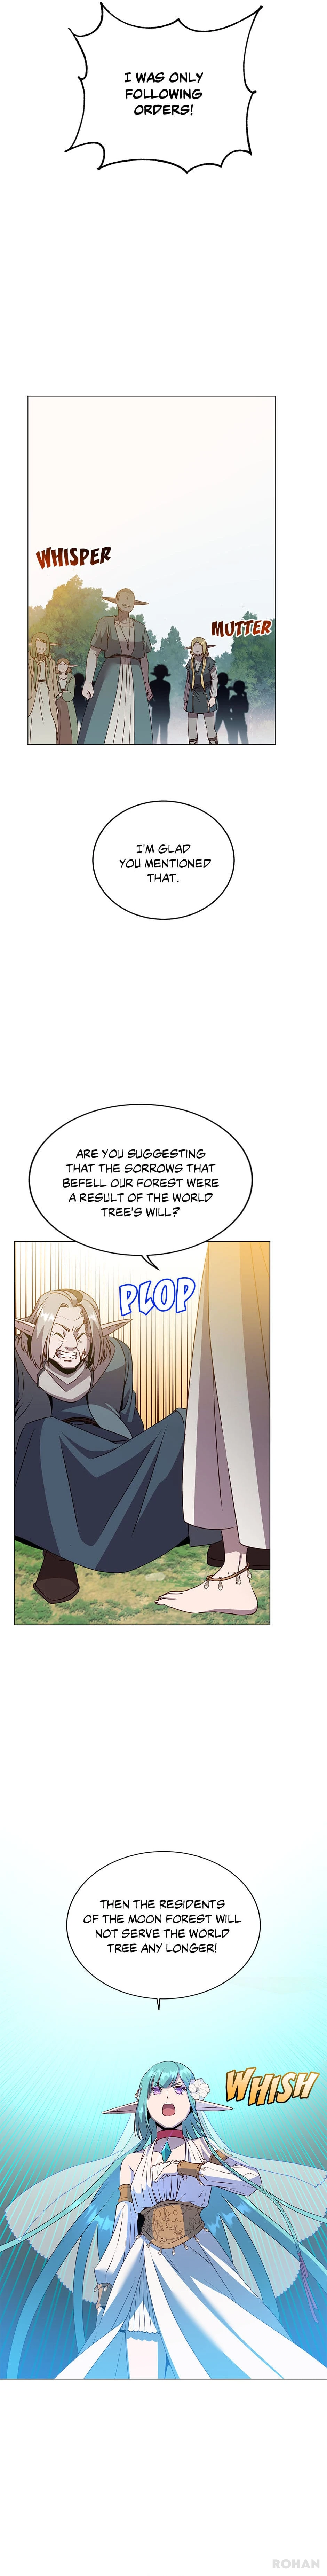 I WAS ONLY
FOLLOWING
ORDERS!
WHISPER
MUTTER
I'M GLAD
YOU MENTIONED
THAT.
ARE YOU SUGGESTING
THAT THE SORROWS THAT
BEFELL OUR FOREST WERE
A RESULT OF THE WORLD
TREE'S WILL?
PLOP
THEN THE RESIDENTS
OF THE MOON FOREST WILL
NOT SERVE THE WORLD
TREE ANY LONGER!
WHISH
ROHAN